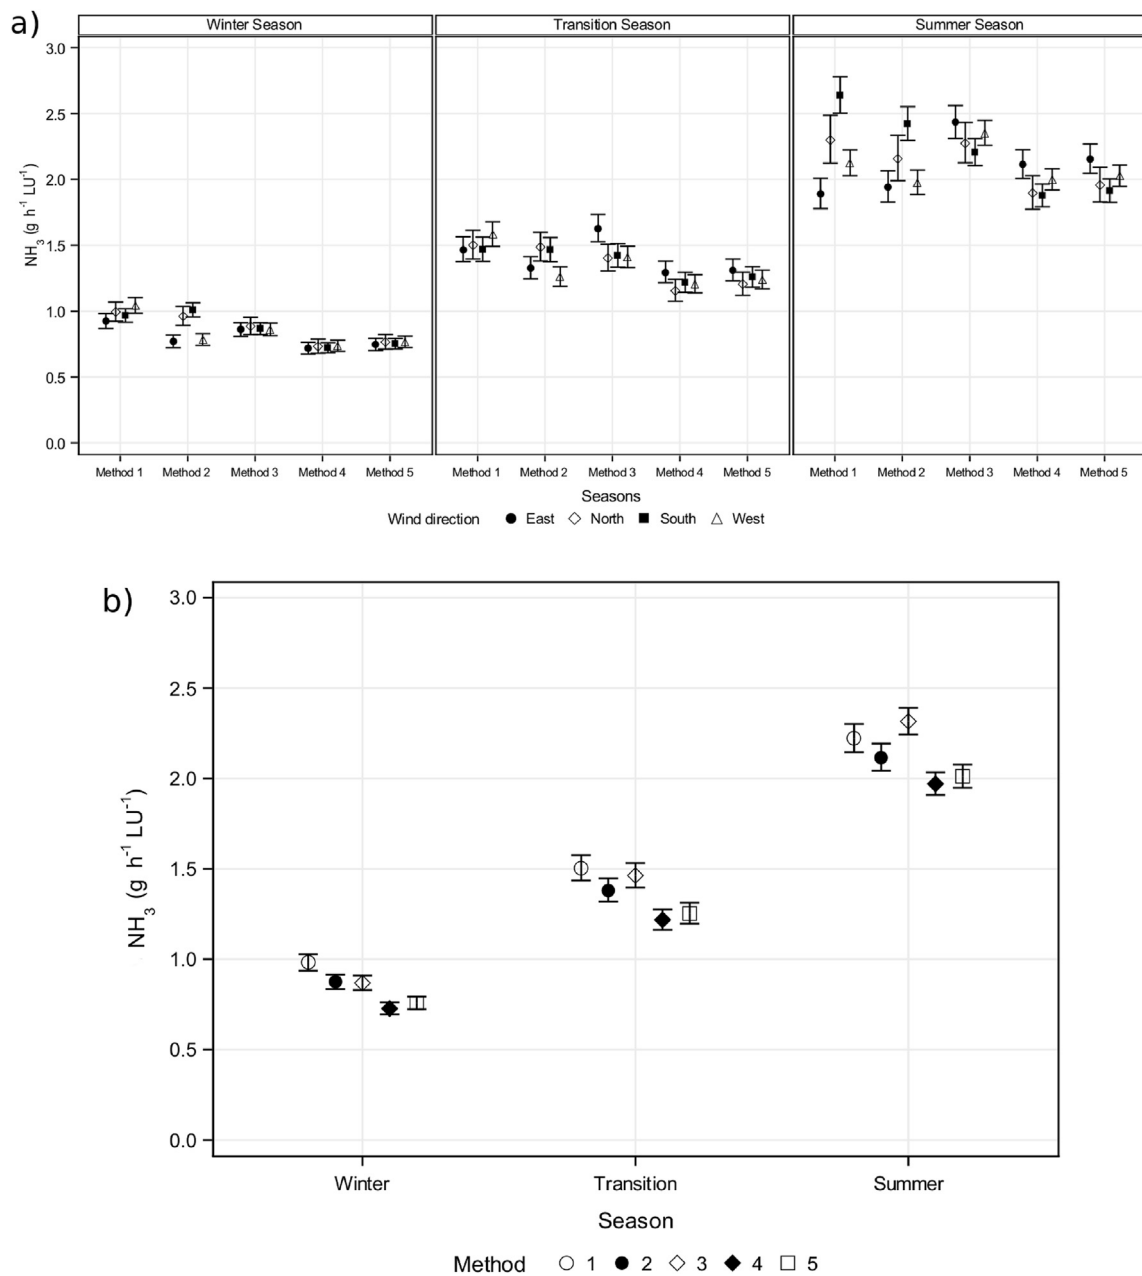 a)
Winter Season Transition Season Summer Season
3.0
2.5
2.0
1.5
1.0
0.5
0.0
NH3 (g h-1 LU-1)
Method 1 Method 2 Method 3 Method 4 Method 5 Method 1 Method 2 Method 3 Method 4 Method 5 Method 1 Method 2 Method 3 Method 4 Method 5
Seasons
Wind direction East North South West
b)
3.0
2.5
2.0
1.5
1.0
0.5
0.0
NH3 (g h-1 LU-1)
Winter Transition Summer
Season
Method 1 2 3 4 5